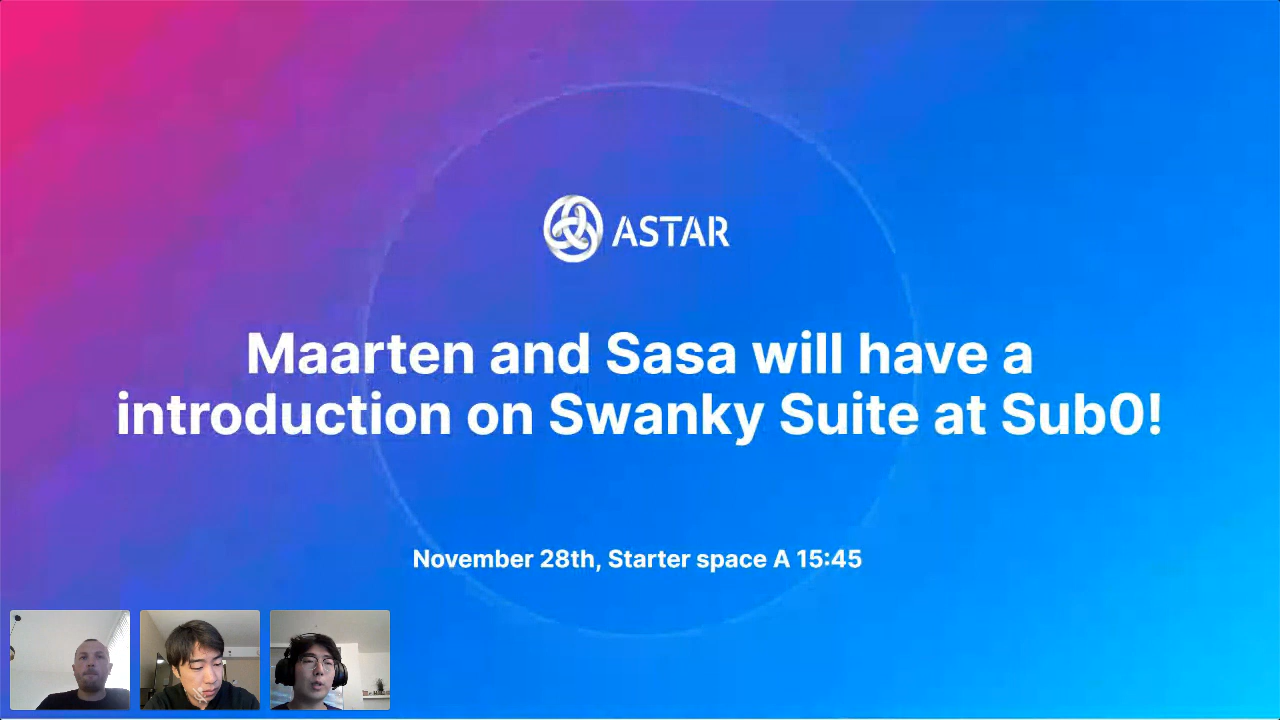 ASTAR
Maarten and Sasa will have a
introduction on Swanky Suite at Sub0!
November 28th, Starter space A 15:45